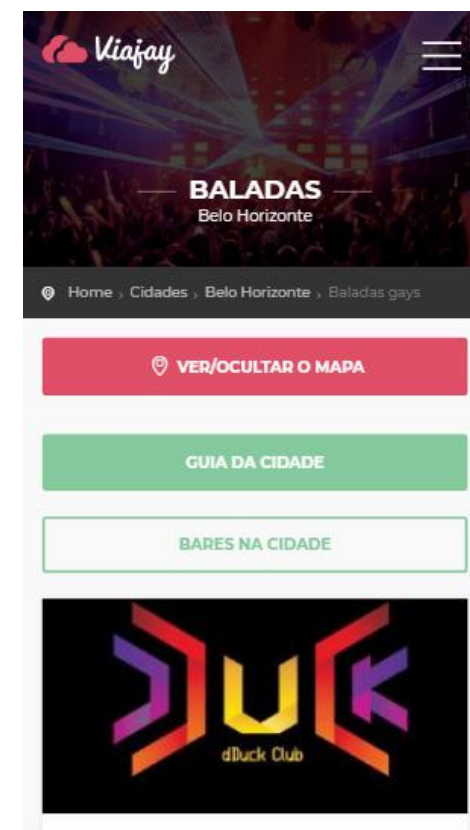 Viajay
BALADAS
Belo Horizonte
Home › Cidades › Belo Horizonte › Baladas gays
VER/OCULTAR O MAPA
GUIA DA CIDADE
BARES NA CIDADE
DUCK
dDuck Club